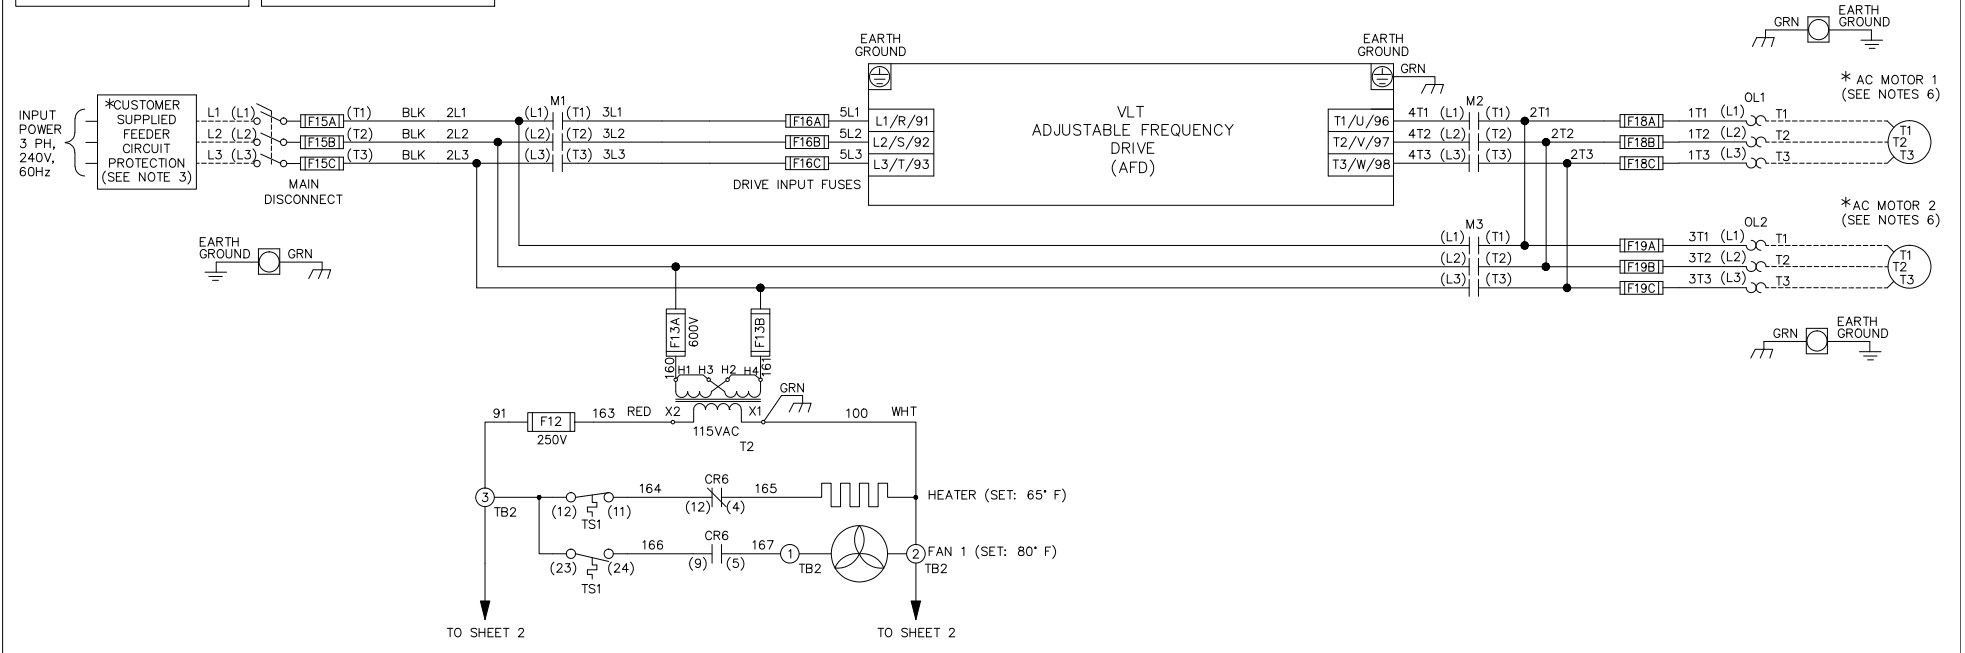 EARTH
GROUND
EARTH
GROUND
GRN
GRN
EARTH
GROUND
INPUT
POWER
3 PH,
240V,
60Hz
*CUSTOMER
SUPPLIED
FEEDER
CIRCUIT
PROTECTION
(SEE NOTE 3)
L1 (L1) F15A (T1) BLK 2L1 (L1) M1 (T1) 3L1 F16A 5L1 L1/R/91
L2 (L2) F15B (T2) BLK 2L2 (L2) (T2) 3L2 F16B 5L2 L2/S/92
L3 (L3) F15C (T3) BLK 2L3 (L3) (T3) 3L3 F16C 5L3 L3/T/93
MAIN
DISCONNECT
DRIVE INPUT FUSES
VLT
ADJUSTABLE FREQUENCY
DRIVE
(AFD)
T1/U/96 4T1 (L1) M2 (T1) 2T1 F18A 1T1 (L1) OL1 T1
T2/V/97 4T2 (L2) (T2) 2T2 F18B 1T2 (L2) T2
T3/W/98 4T3 (L3) (T3) 2T3 F18C 1T3 (L3) T3
* AC MOTOR 1
(SEE NOTES 6)
T1
T2
T3
*AC MOTOR 2
(SEE NOTES 6)
M3
(L1) (T1) F19A 3T1 (L1) OL2 T1
(L2) (T2) F19B 3T2 (L2) T2
(L3) (T3) F19C 3T3 (L3) T3
T1
T2
T3
EARTH
GROUND
GRN
GRN
EARTH
GROUND
F13A
600V
F13B
160
161
H1 H3 H2 H4
GRN
91 F12 163 RED X2 X1 100 WHT
250V
115VAC
T2
3
TB2
(12) TS1 (11) 164 CR6 (12) (4) 165 HEATER (SET: 65° F)
(23) TS1 (24) 166 CR6 (9) (5) 167 1 TB2 2 TB2 FAN 1 (SET: 80° F)
TO SHEET 2
TO SHEET 2